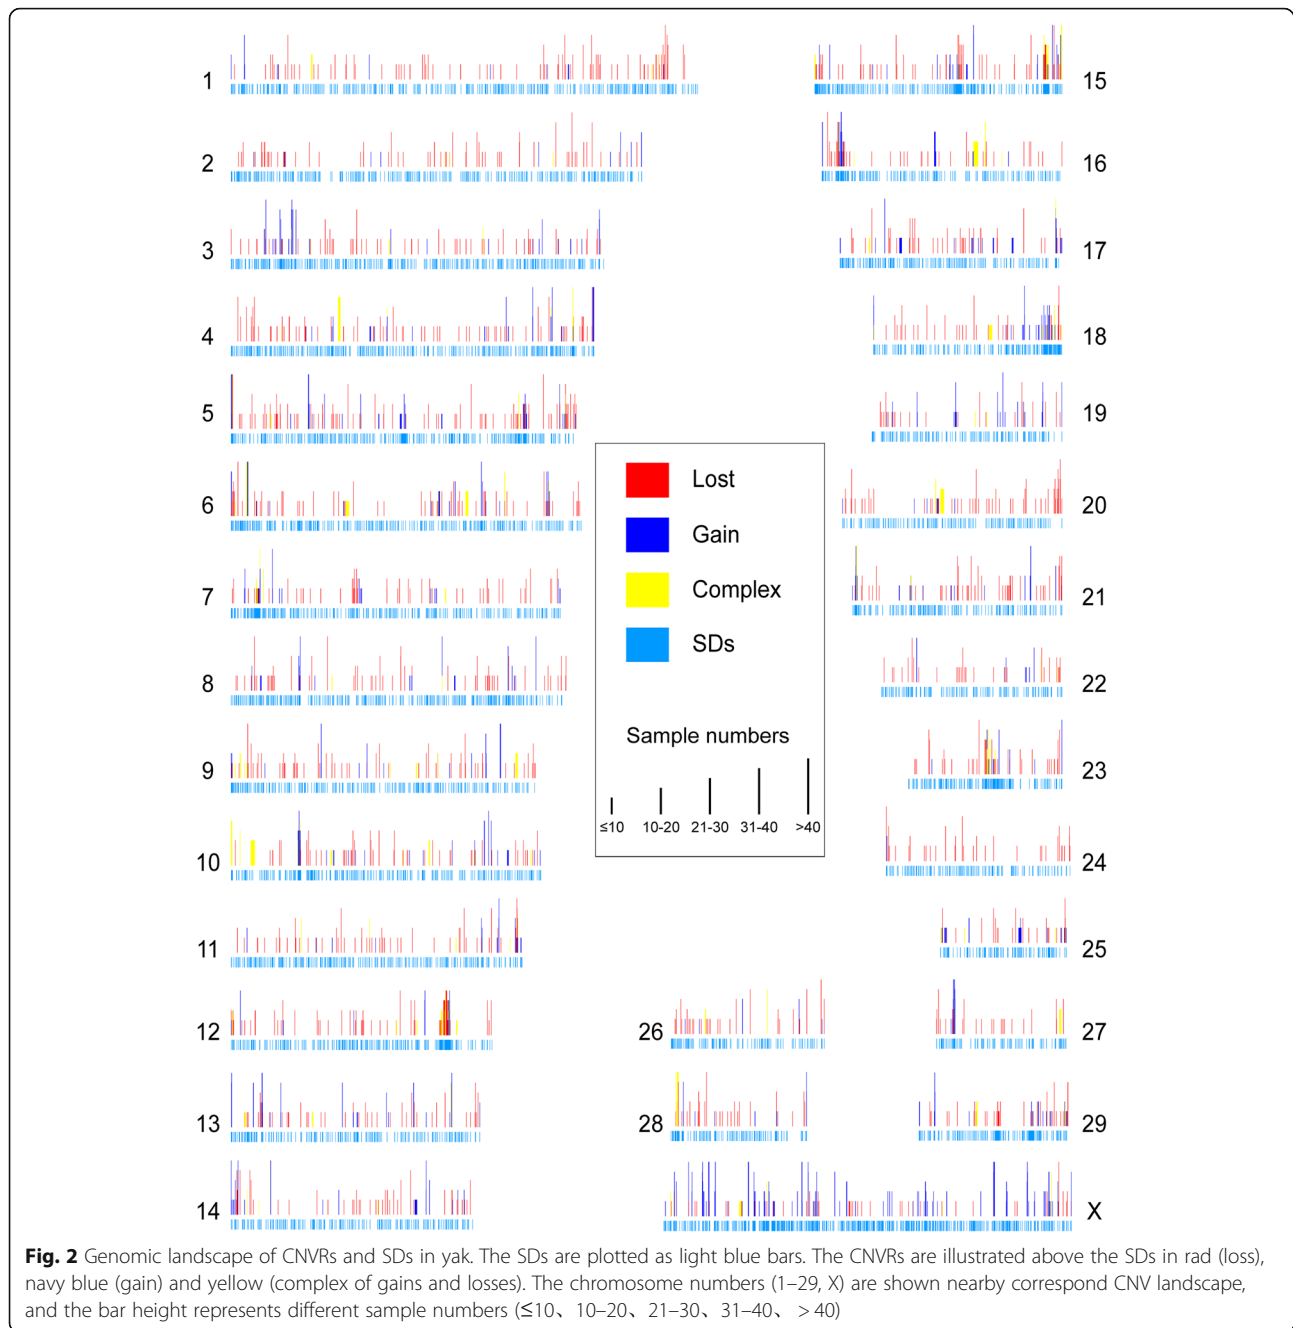 1
2
3
4
5
6
7
8
9
10
11
12
13
14
15
16
17
18
19
20
21
22
23
24
25
26
27
28
29
X
Lost
Gain
Complex
SDs
Sample numbers
≤10 10-20 21-30 31-40 >40
Fig. 2 Genomic landscape of CNVRs and SDs in yak. The SDs are plotted as light blue bars. The CNVRs are illustrated above the SDs in rad (loss),
navy blue (gain) and yellow (complex of gains and losses). The chromosome numbers (1–29, X) are shown nearby correspond CNV landscape,
and the bar height represents different sample numbers (≤10、10–20、21–30、31–40、 > 40)